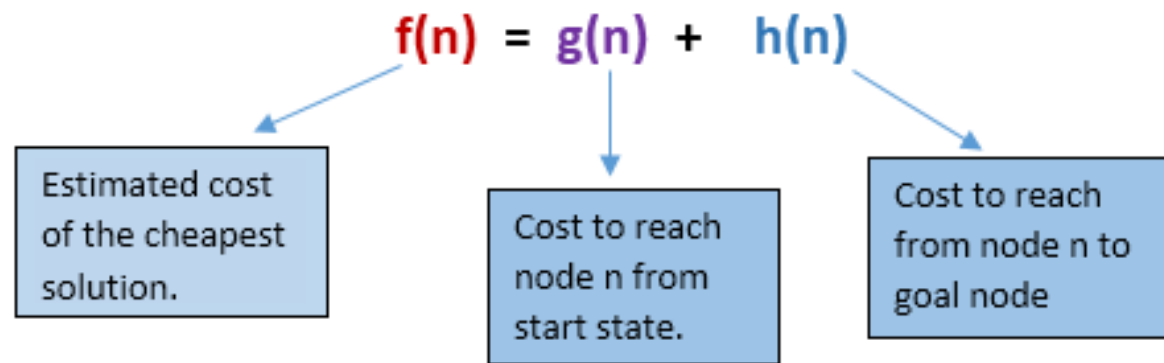 f(n) = g(n) + h(n)
Estimated cost
of the cheapest
solution.
Cost to reach
node n from
start state.
Cost to reach
from node n to
goal node